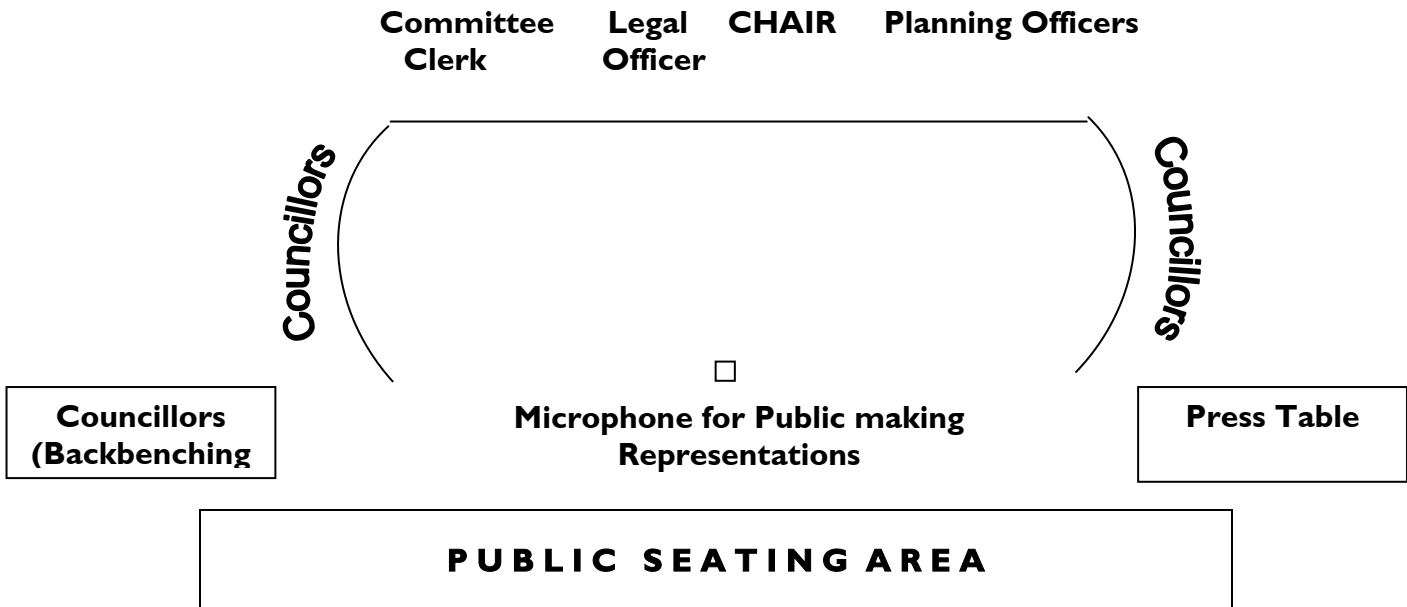 Committee Legal CHAIR Planning Officers
Clerk Officer
Councillors
Councillors
Councillors
(Backbenching
Microphone for Public making
Representations
Press Table
PUBLIC SEATING AREA